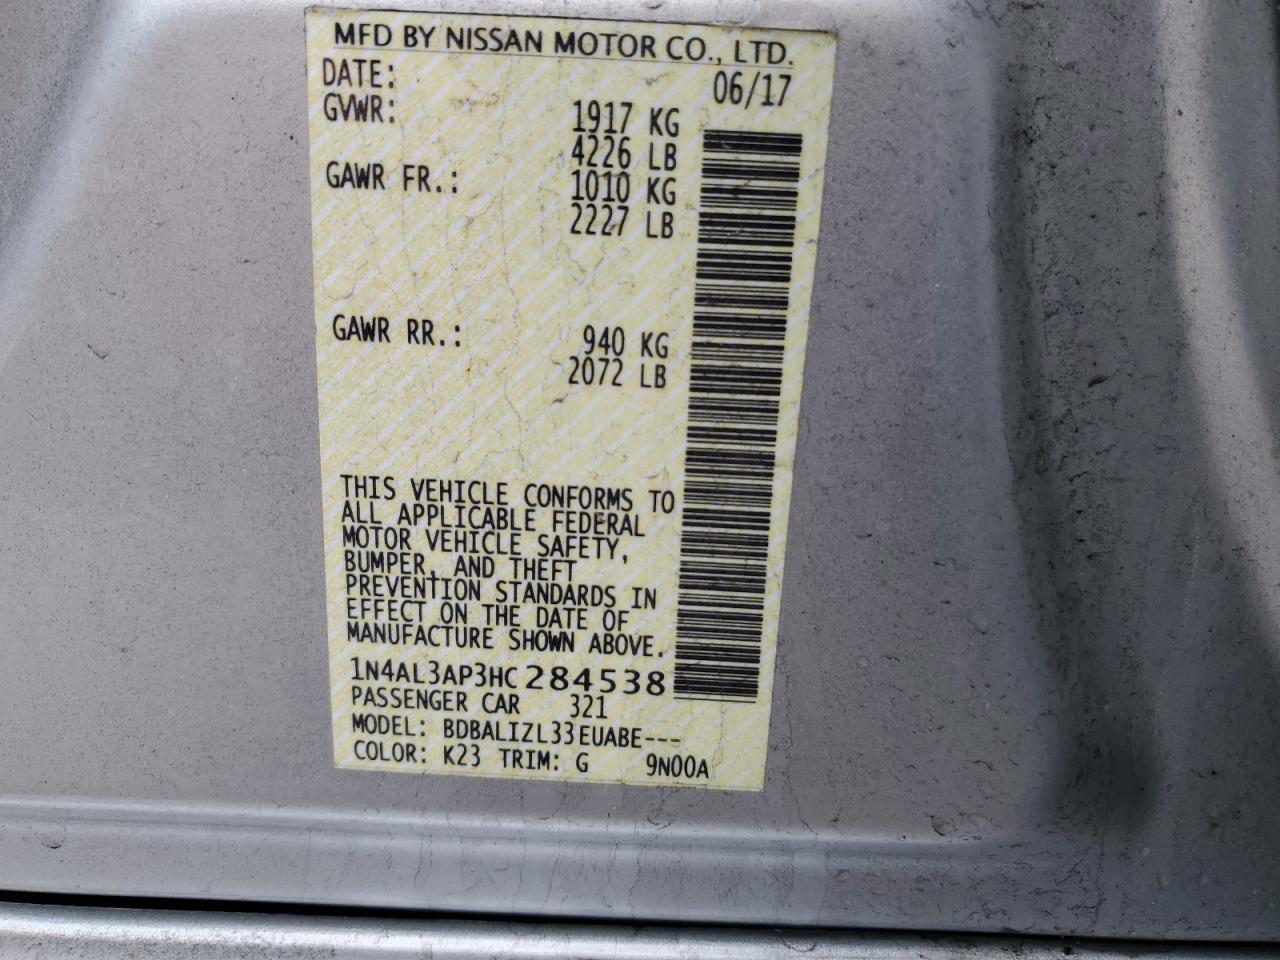 MFD BY NISSAN MOTOR CO., LTD.
DATE: 06/17
GVWR: 1917 KG
4226 LB
GAWR FR.: 1010 KG
2227 LB
GAWR RR.: 940 KG
2072 LB
THIS VEHICLE CONFORMS TO
ALL APPLICABLE FEDERAL
MOTOR VEHICLE SAFETY,
BUMPER, AND THEFT
PREVENTION STANDARDS IN
EFFECT ON THE DATE OF
MANUFACTURE SHOWN ABOVE.
1N4AL3AP3HC284538
PASSENGER CAR 321
MODEL: BDBALIZL33EUABE---
COLOR: K23 TRIM: G 9N00A